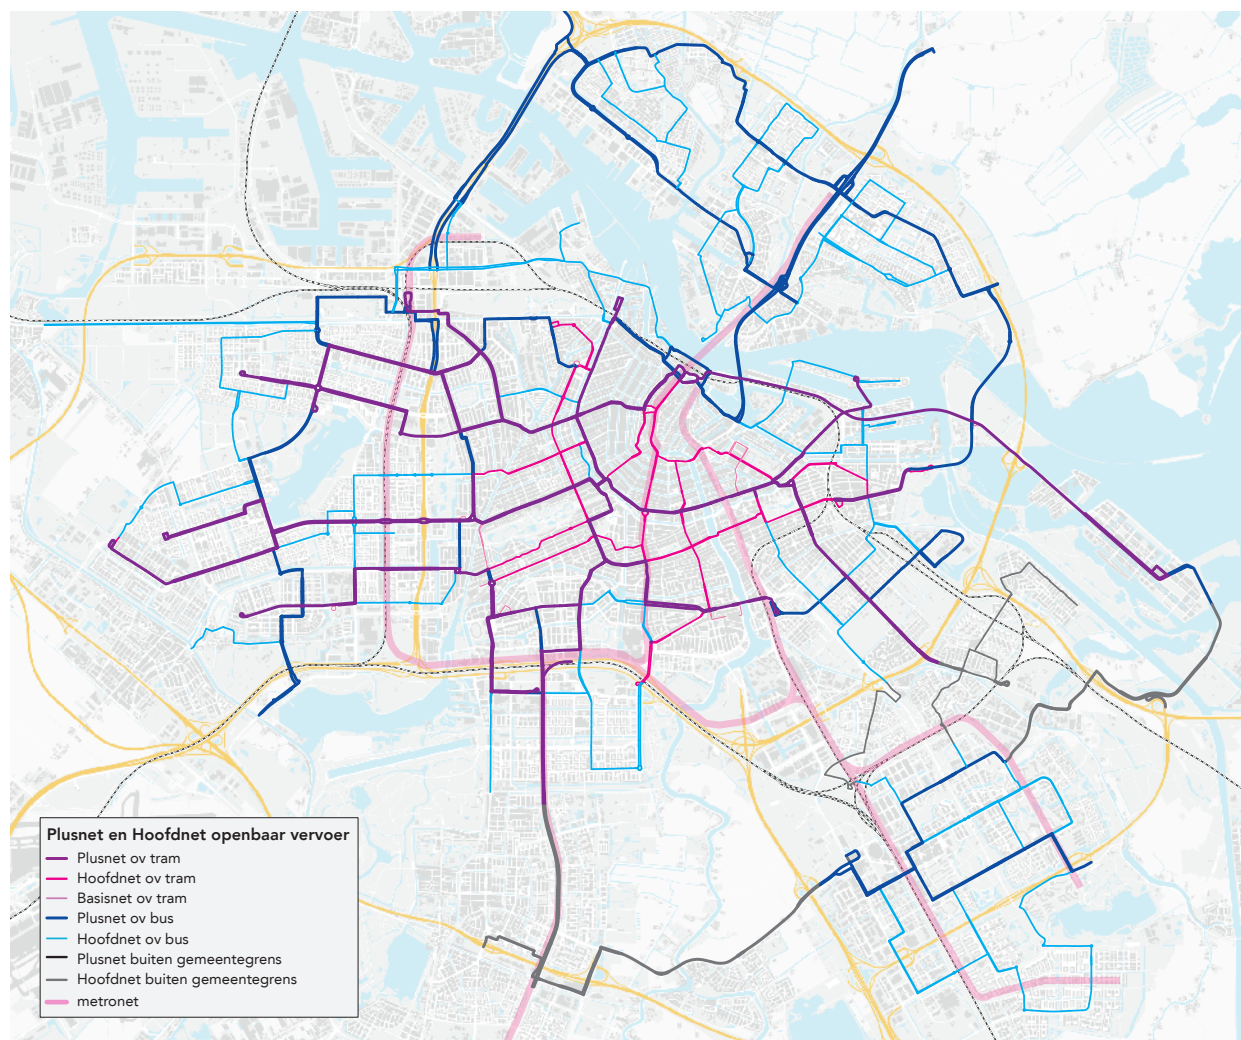 Plusnet en Hoofdnet openbaar vervoer
Plusnet ov tram
Hoofdnet ov tram
Basisnet ov tram
Plusnet ov bus
Hoofdnet ov bus
Plusnet buiten gemeentegrens
Hoofdnet buiten gemeentegrens
metronet